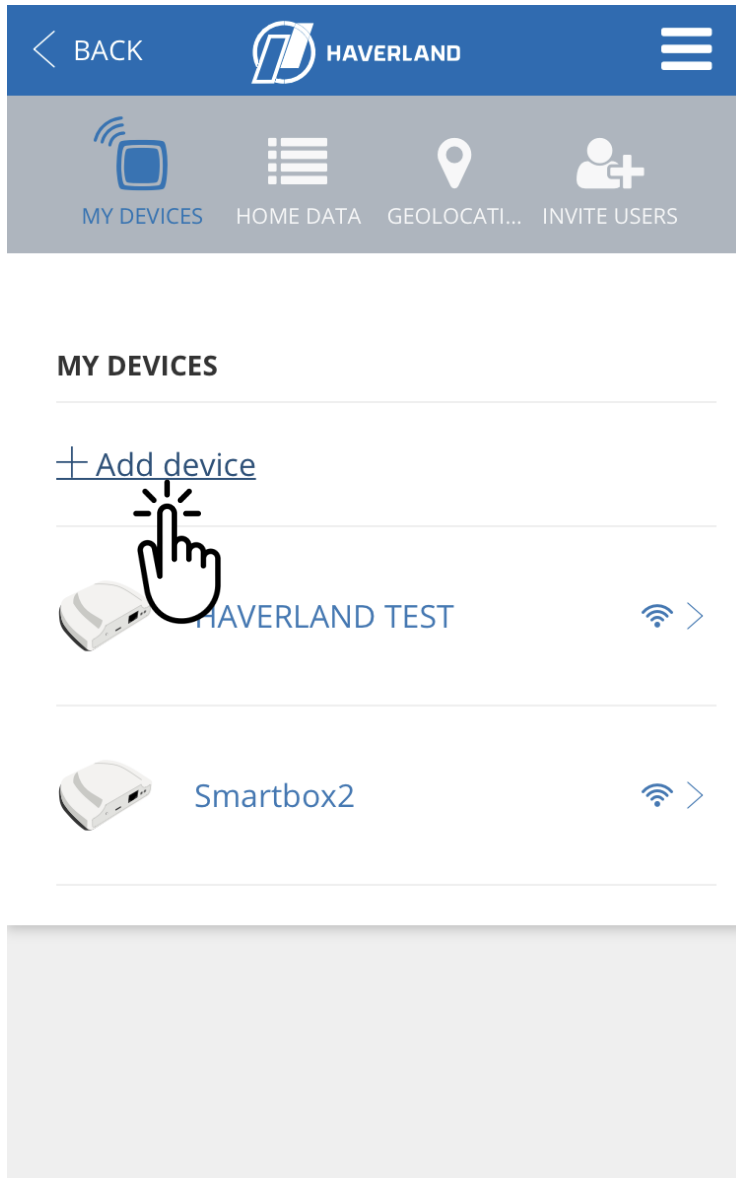 BACK
HAVERLAND
MY DEVICES
HOME DATA
GEOLOCATI...
INVITE USERS
MY DEVICES
Add device
HAVERLAND TEST
Smartbox2